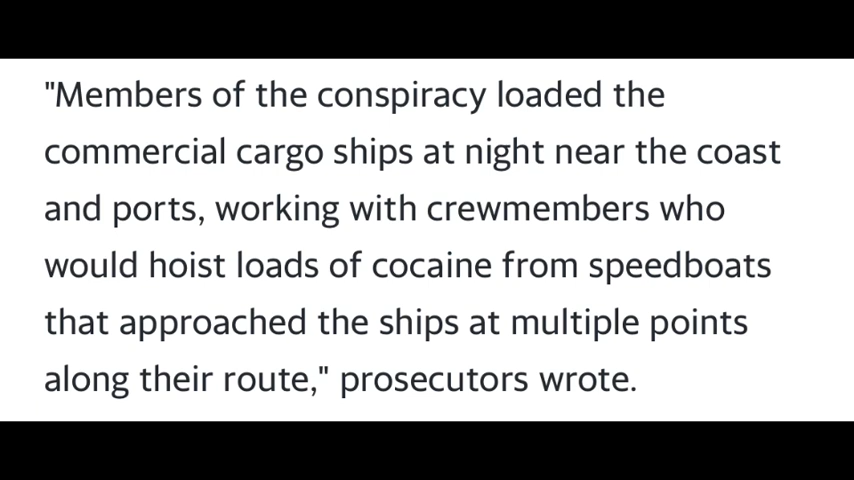 "Members of the conspiracy loaded the
commercial cargo ships at night near the coast
and ports, working with crewmembers who
would hoist loads of cocaine from speedboats
that approached the ships at multiple points
along their route," prosecutors wrote.